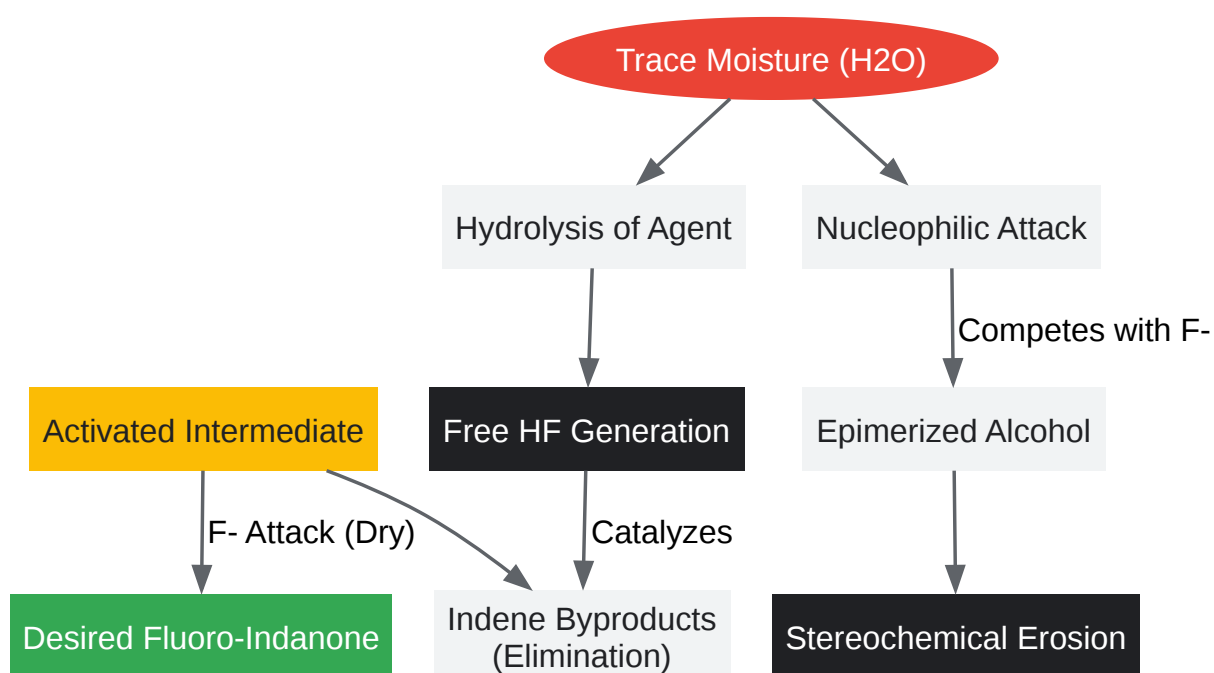 Trace Moisture (H2O)
Hydrolysis of Agent
Nucleophilic Attack
Competes with F-
Activated Intermediate
Free HF Generation
Epimerized Alcohol
F- Attack (Dry)
Catalyzes
Desired Fluoro-Indanone
Indene Byproducts
(Elimination)
Stereochemical Erosion